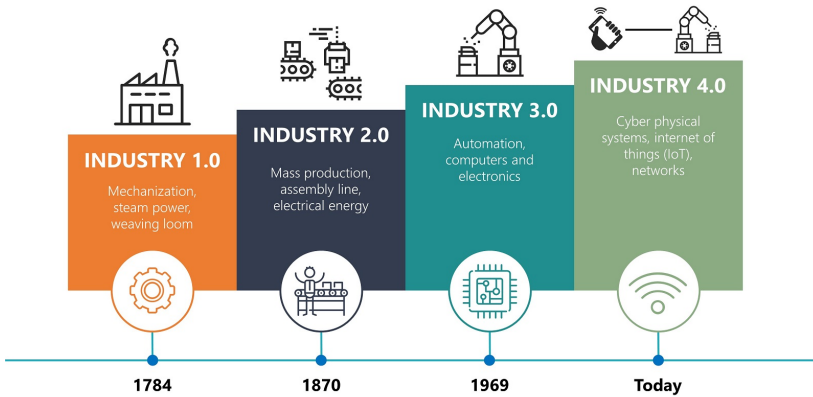 INDUSTRY 1.0
Mechanization,
steam power,
weaving loom
INDUSTRY 2.0
Mass production,
assembly line,
electrical energy
INDUSTRY 3.0
Automation,
computers and
electronics
INDUSTRY 4.0
Cyber physical
systems, internet of
things (IoT),
networks
1784
1870
1969
Today